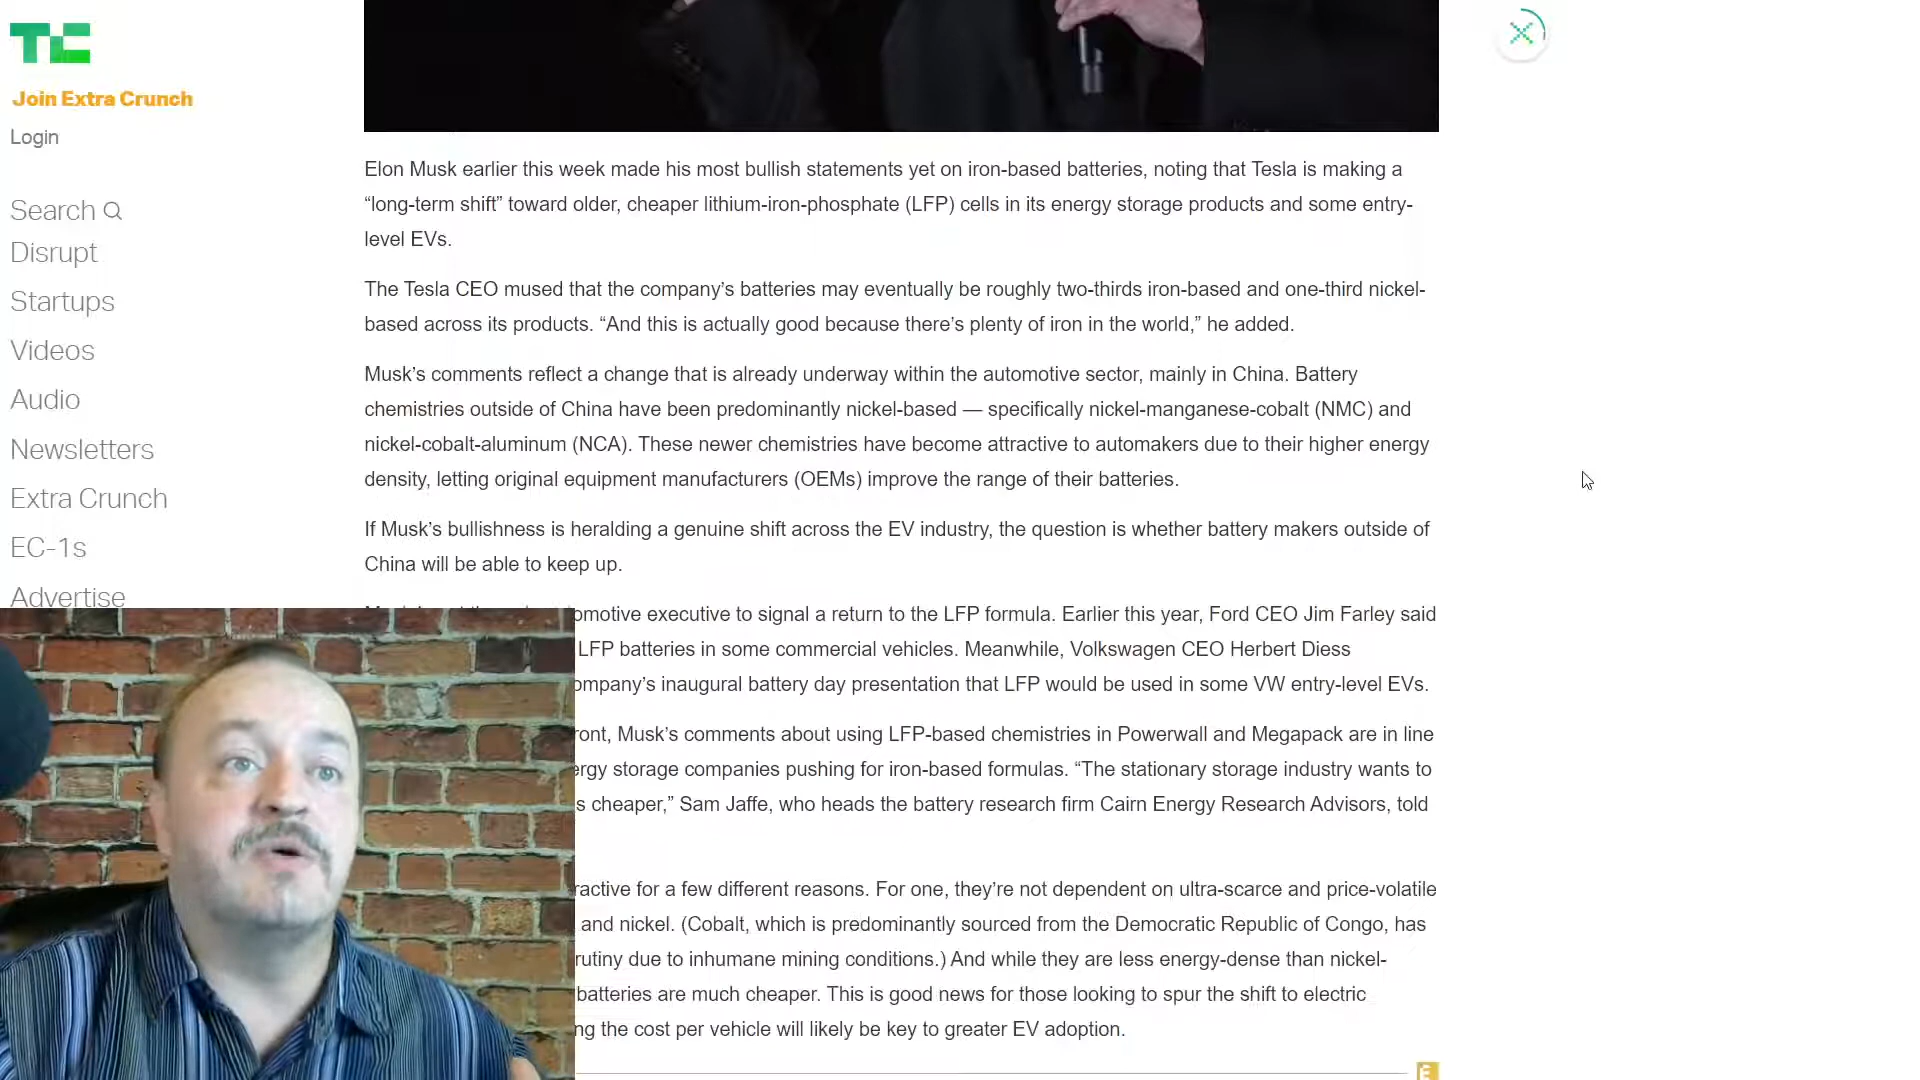 TC
Join Extra Crunch
Login
Search
Disrupt
Startups
Videos
Audio
Newsletters
Extra Crunch
EC-1s
Advertise
Elon Musk earlier this week made his most bullish statements yet on iron-based batteries, noting that Tesla is making a
“long-term shift” toward older, cheaper lithium-iron-phosphate (LFP) cells in its energy storage products and some entry-
level EVs.
The Tesla CEO mused that the company’s batteries may eventually be roughly two-thirds iron-based and one-third nickel-
based across its products. “And this is actually good because there’s plenty of iron in the world,” he added.
Musk’s comments reflect a change that is already underway within the automotive sector, mainly in China. Battery
chemistries outside of China have been predominantly nickel-based — specifically nickel-manganese-cobalt (NMC) and
nickel-cobalt-aluminum (NCA). These newer chemistries have become attractive to automakers due to their higher energy
density, letting original equipment manufacturers (OEMs) improve the range of their batteries.
If Musk’s bullishness is heralding a genuine shift across the EV industry, the question is whether battery makers outside of
China will be able to keep up.
omotive executive to signal a return to the LFP formula. Earlier this year, Ford CEO Jim Farley said
LFP batteries in some commercial vehicles. Meanwhile, Volkswagen CEO Herbert Diess
ompany’s inaugural battery day presentation that LFP would be used in some VW entry-level EVs.
ront, Musk’s comments about using LFP-based chemistries in Powerwall and Megapack are in line
ergy storage companies pushing for iron-based formulas. “The stationary storage industry wants to
s cheaper,” Sam Jaffe, who heads the battery research firm Cairn Energy Research Advisors, told
ractive for a few different reasons. For one, they’re not dependent on ultra-scarce and price-volatile
and nickel. (Cobalt, which is predominantly sourced from the Democratic Republic of Congo, has
rutiny due to inhumane mining conditions.) And while they are less energy-dense than nickel-
batteries are much cheaper. This is good news for those looking to spur the shift to electric
ng the cost per vehicle will likely be key to greater EV adoption.